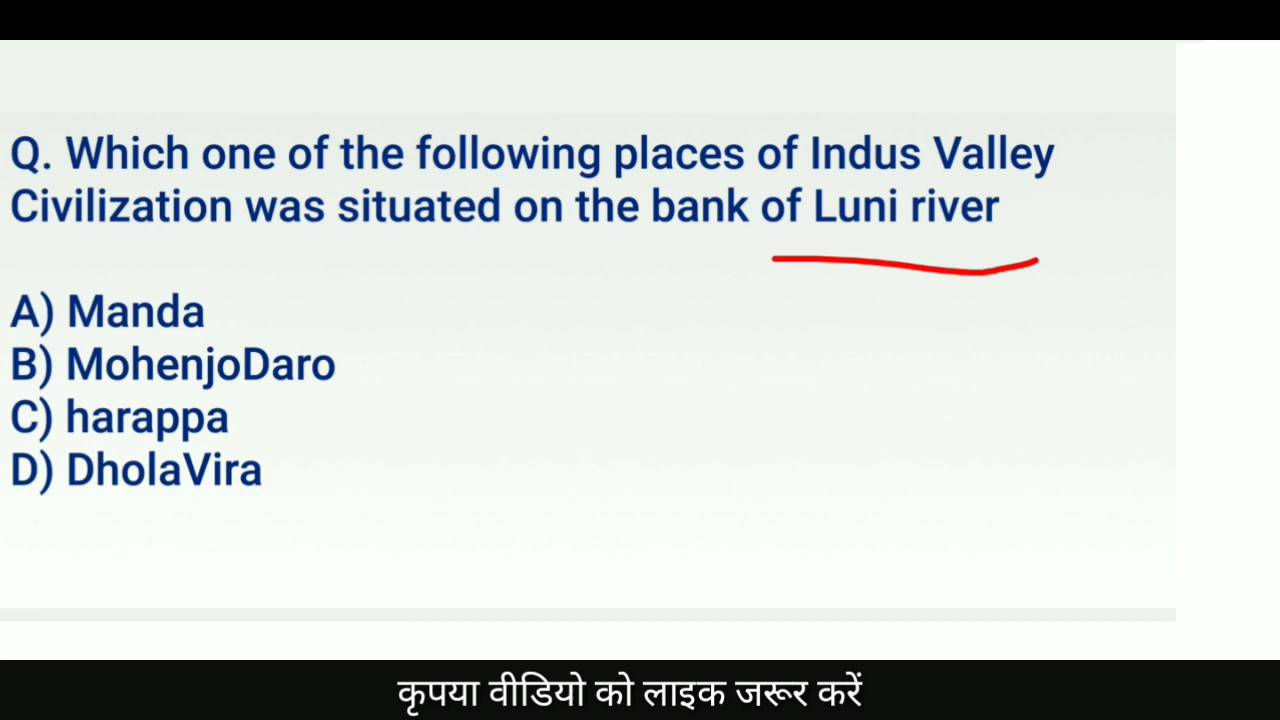 Q. Which one of the following places of Indus Valley
Civilization was situated on the bank of Luni river
A) Manda
B) MohenjoDaro
C) harappa
D) DholaVira
कृपया वीडियो को लाइक जरूर करें